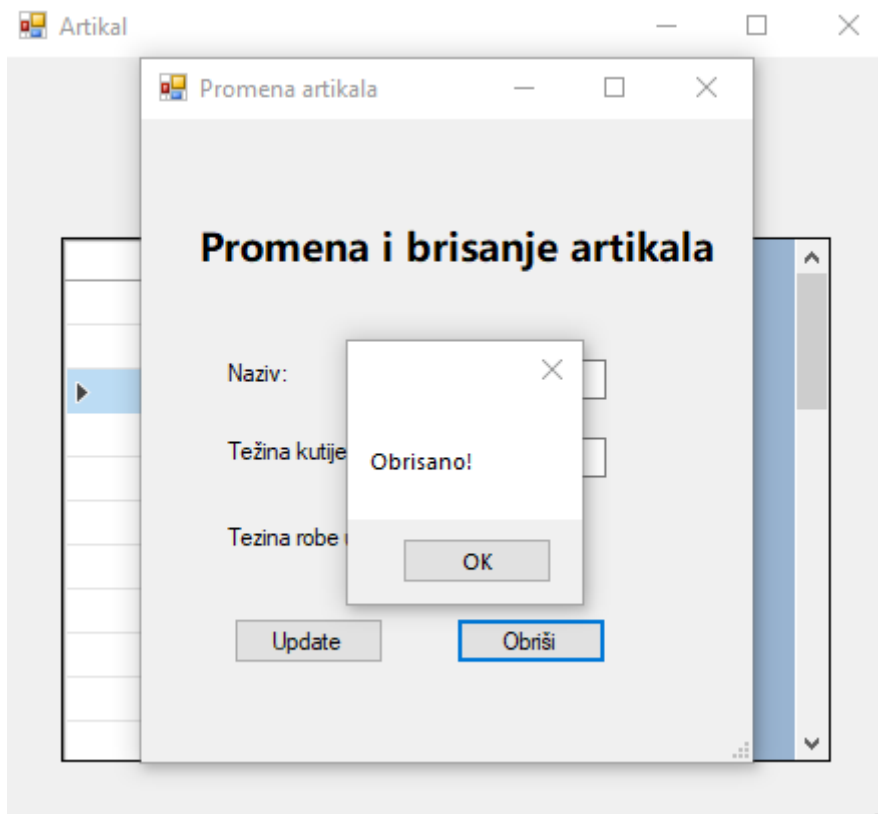 Artikal
Promena artikala
Promena i brisanje artikala
Naziv:
Težina kutije
Obrisano!
Tezina robe
OK
Update
Obriši